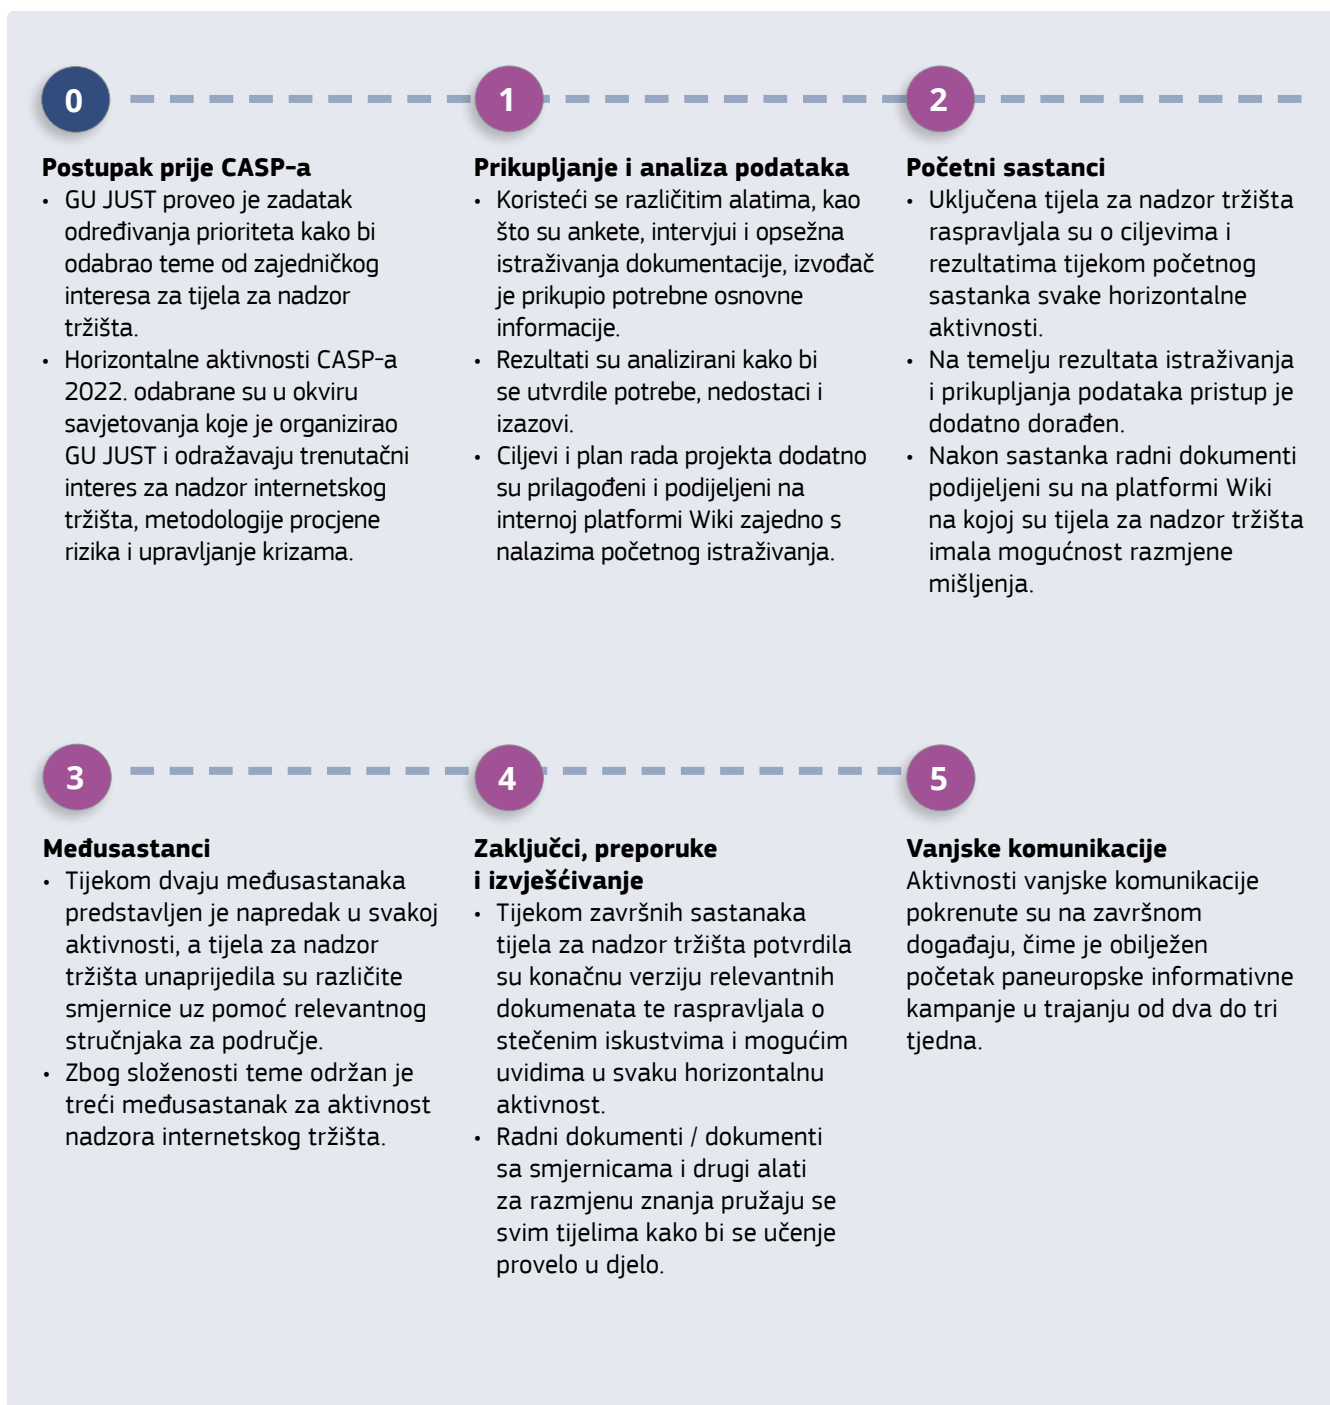 0
Postupak prije CASP-a
• GU JUST proveo je zadatak
određivanja prioriteta kako bi
odabrao teme od zajedničkog
interesa za tijela za nadzor
tržišta.
• Horizontalne aktivnosti CASP-a
2022. odabrane su u okviru
savjetovanja koje je organizirao
GU JUST i odražavaju trenutačni
interes za nadzor internetskog
tržišta, metodologije procjene
rizika i upravljanje krizama.
1
Prikupljanje i analiza podataka
• Koristeći se različitim alatima, kao
što su ankete, intervjui i opsežna
istraživanja dokumentacije, izvođač
je prikupio potrebne osnovne
informacije.
• Rezultati su analizirani kako bi
se utvrdile potrebe, nedostaci i
izazovi.
• Ciljevi i plan rada projekta dodatno
su prilagođeni i podijeljeni na
internoj platformi Wiki zajedno s
nalazima početnog istraživanja.
2
Početni sastanci
• Uključena tijela za nadzor tržišta
raspravljala su o ciljevima i
rezultatima tijekom početnog
sastanka svake horizontalne
aktivnosti.
• Na temelju rezultata istraživanja
i prikupljanja podataka pristup je
dodatno dorađen.
• Nakon sastanka radni dokumenti
podijeljeni su na platformi Wiki
na kojoj su tijela za nadzor tržišta
imala mogućnost razmjene
mišljenja.
3
Međusastanci
• Tijekom dvaju međusastanaka
predstavljen je napredak u svakoj
aktivnosti, a tijela za nadzor
tržišta unaprijedila su različite
smjernice uz pomoć relevantnog
stručnjaka za područje.
• Zbog složenosti teme održan je
treći međusastanak za aktivnost
nadzora internetskog tržišta.
4
Zaključci, preporuke
i izvješćivanje
• Tijekom završnih sastanaka
tijela za nadzor tržišta potvrdila
su konačnu verziju relevantnih
dokumenata te raspravljala o
stečenim iskustvima i mogućim
uvidima u svaku horizontalnu
aktivnost.
• Radni dokumenti / dokumenti
sa smjernicama i drugi alati
za razmjenu znanja pružaju se
svim tijelima kako bi se učenje
provelo u djelo.
5
Vanjske komunikacije
Aktivnosti vanjske komunikacije
pokrenute su na završnom
događaju, čime je obilježen
početak paneuropske informativne
kampanje u trajanju od dva do tri
tjedna.